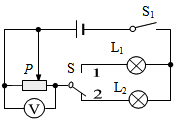 S₁
L₁
P S 1
V 2 L₂